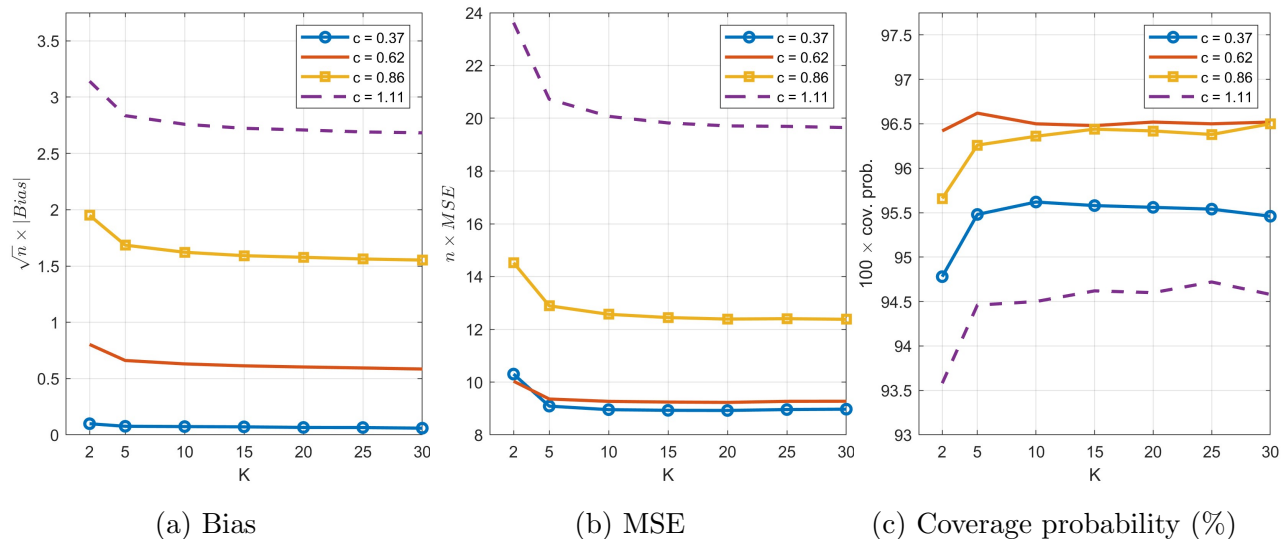 3.5
3
2.5
2
1.5
1
0.5
0
√n × |Bias|
2 5 10 15 20 25 30
K
c = 0.37
c = 0.62
c = 0.86
c = 1.11
(a) Bias
24
22
20
18
16
14
12
10
8
n × MSE
2 5 10 15 20 25 30
K
c = 0.37
c = 0.62
c = 0.86
c = 1.11
(b) MSE
97.5
97
96.5
96
95.5
95
94.5
94
93.5
93
100 × cov. prob.
2 5 10 15 20 25 30
K
c = 0.37
c = 0.62
c = 0.86
c = 1.11
(c) Coverage probability (%)